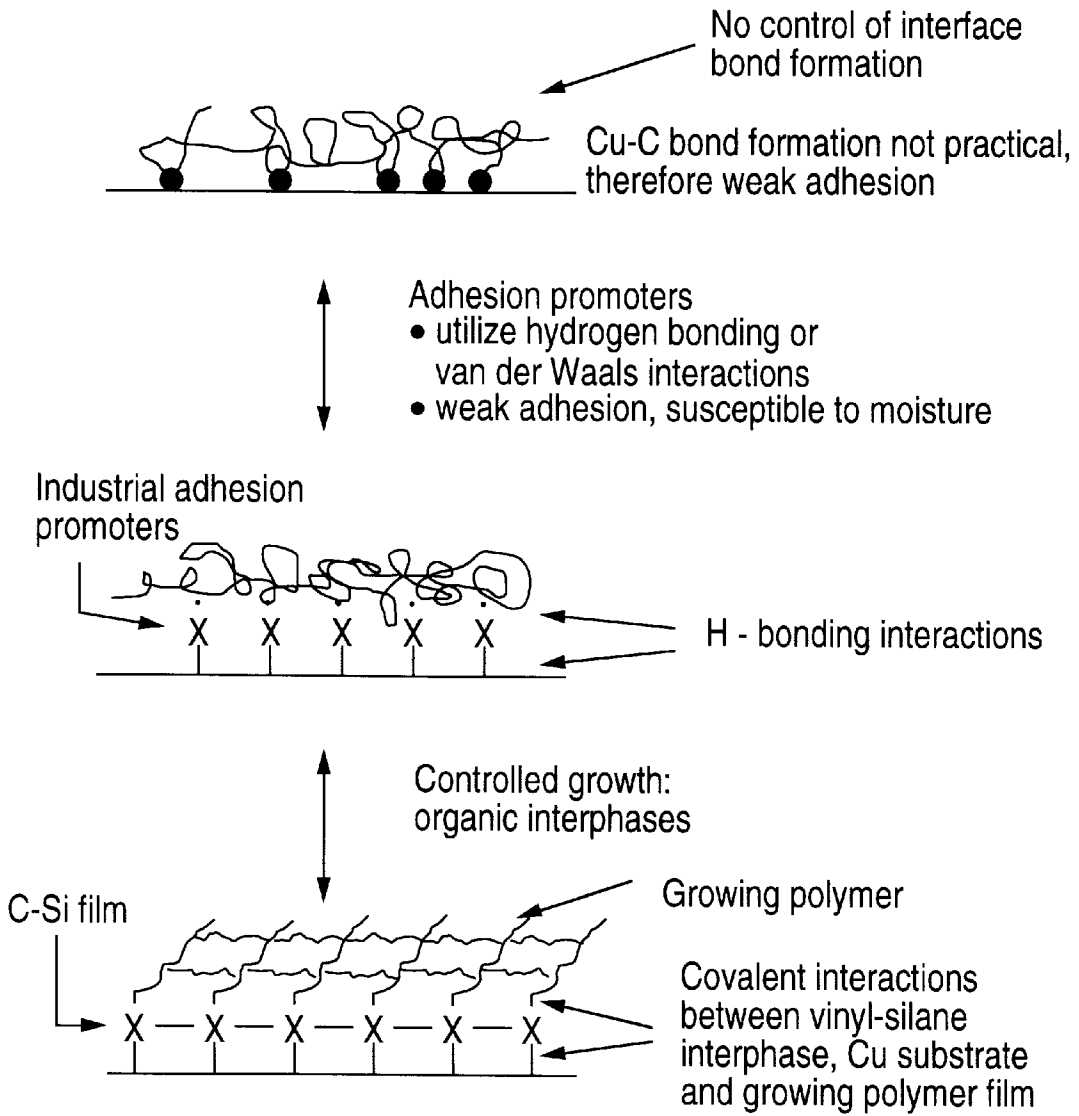 No control of interface
bond formation
Cu-C bond formation not practical,
therefore weak adhesion
Adhesion promoters
• utilize hydrogen bonding or
van der Waals interactions
• weak adhesion, susceptible to moisture
Industrial adhesion
promoters
X X X X X
H - bonding interactions
Controlled growth:
organic interphases
C-Si film
Growing polymer
X — X — X — X — X — X
Covalent interactions
between vinyl-silane
interphase, Cu substrate
and growing polymer film